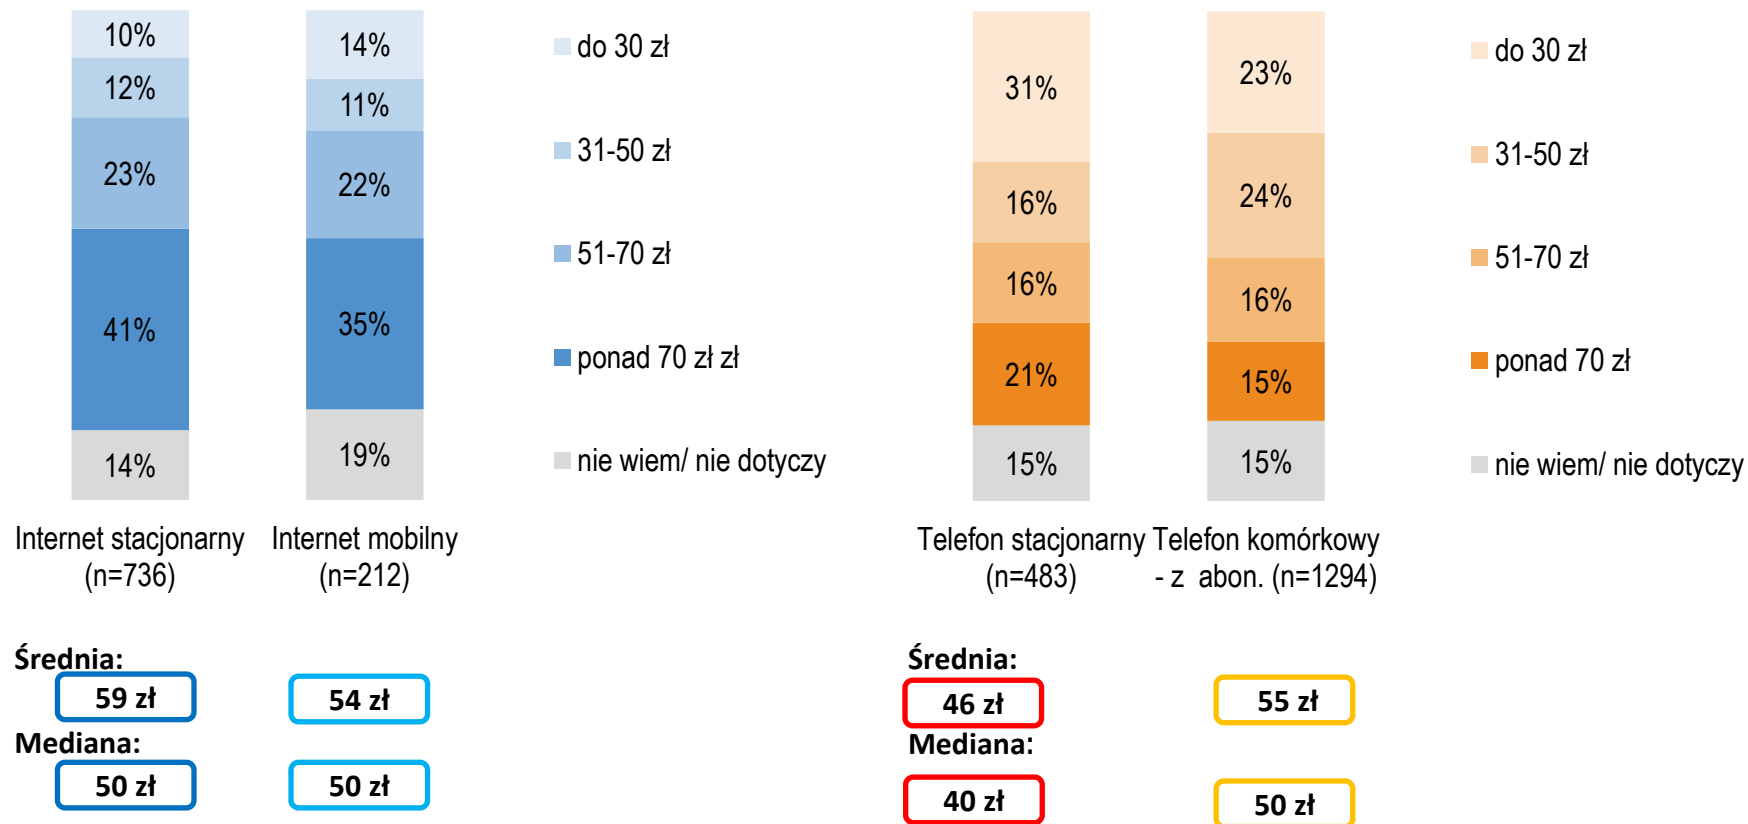 10%
12%
23%
41%
14%
14%
11%
22%
35%
19%
do 30 zł
31-50 zł
51-70 zł
ponad 70 zł zł
nie wiem/ nie dotyczy
Internet stacjonarny
(n=736)
Internet mobilny
(n=212)
Średnia:
59 zł
54 zł
Mediana:
50 zł
50 zł
31%
16%
16%
21%
15%
23%
24%
16%
15%
15%
do 30 zł
31-50 zł
51-70 zł
ponad 70 zł
nie wiem/ nie dotyczy
Telefon stacjonarny
(n=483)
Telefon komórkowy
- z abon. (n=1294)
Średnia:
46 zł
55 zł
Mediana:
40 zł
50 zł